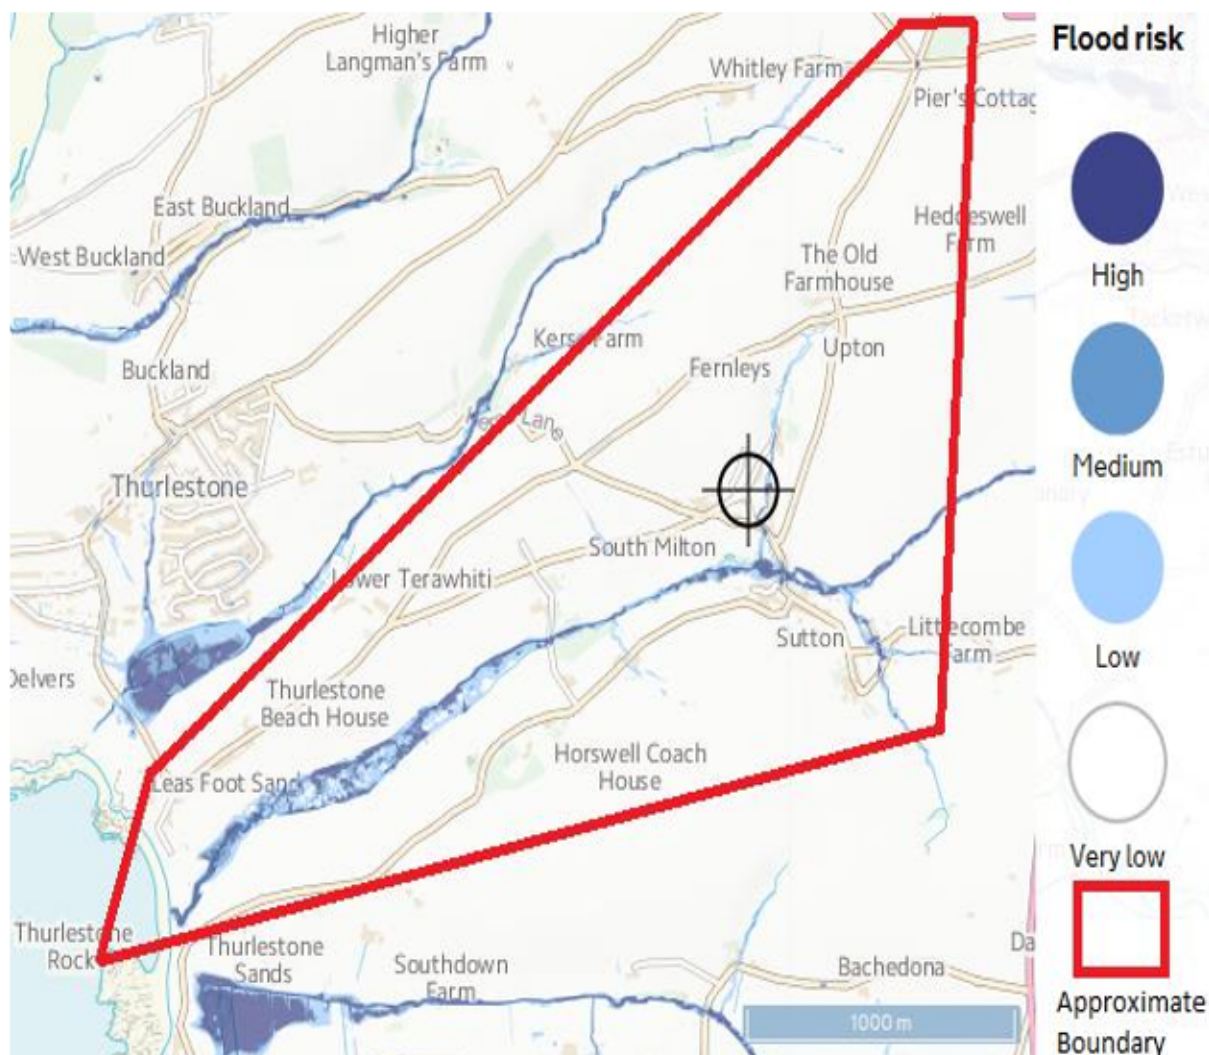 Higher
Langman's Farm
Whitley Farm
Pier's Cottag
East Buckland
West Buckland
Heddeswell
Farm
The Old
Farmhouse
Kerse Farm
Upton
Fernleys
Buckland
Lane
Thurlestone
South Milton
Lower Terawhiti
Sutton
Littlecombe
Farm
Delvers
Thurlestone
Beach House
Horswell Coach
House
Leas Foot Sand
Thurlestone
Rock
Thurlestone
Sands
Southdown
Farm
Bachedona
Da
1000 m
Flood risk
High
Medium
Low
Very low
Approximate
Boundary